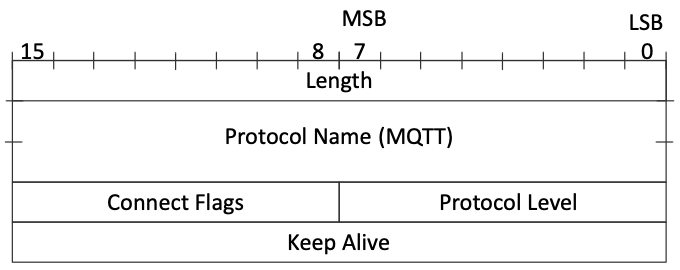 MSB
LSB
15 8 7 0
Length
Protocol Name (MQTT)
Connect Flags Protocol Level
Keep Alive